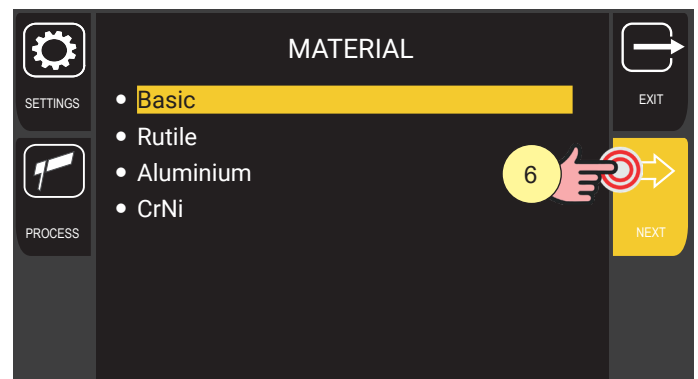 MATERIAL
SETTINGS
EXIT
Basic
Rutile
Aluminium
CrNi
6
PROCESS
NEXT